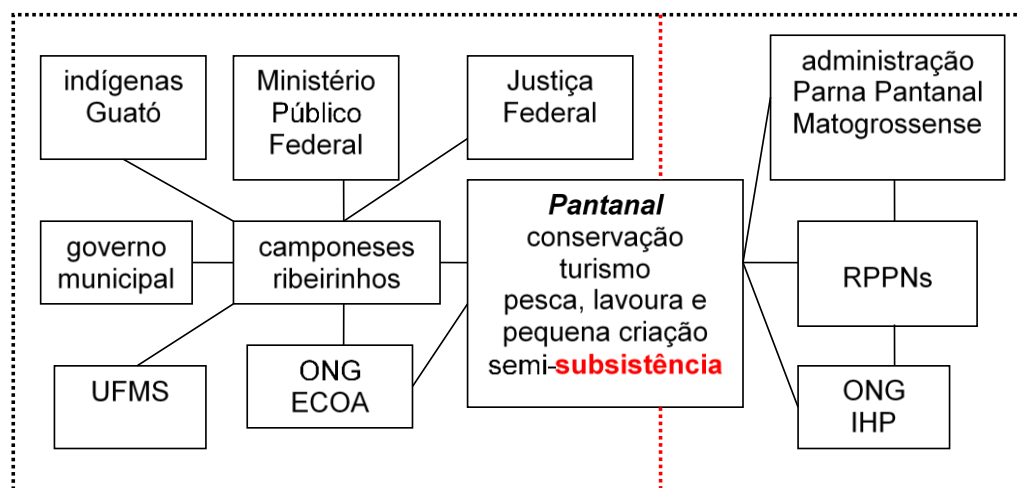 indígenas
Guató
Ministério
Público
Federal
Justiça
Federal
administração
Parna Pantanal
Matogrossense
governo
municipal
camponeses
ribeirinhos
Pantanal
conservação
turismo
pesca, lavoura e
pequena criação
semi-subsistência
RPPNs
UFMS
ONG
ECOA
ONG
IHP